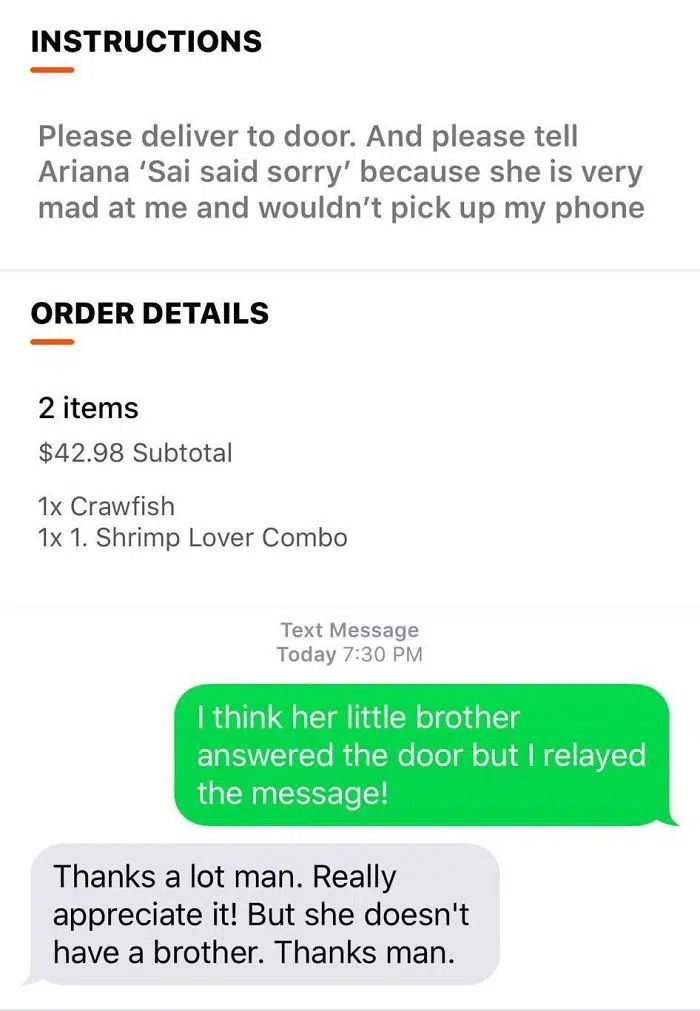 INSTRUCTIONS
Please deliver to door. And please tell
Ariana ‘Sai said sorry’ because she is very
mad at me and wouldn’t pick up my phone
ORDER DETAILS
2 items
$42.98 Subtotal
1x Crawfish
1x 1. Shrimp Lover Combo
Text Message
Today 7:30 PM
I think her little brother
answered the door but I relayed
the message!
Thanks a lot man. Really
appreciate it! But she doesn't
have a brother. Thanks man.